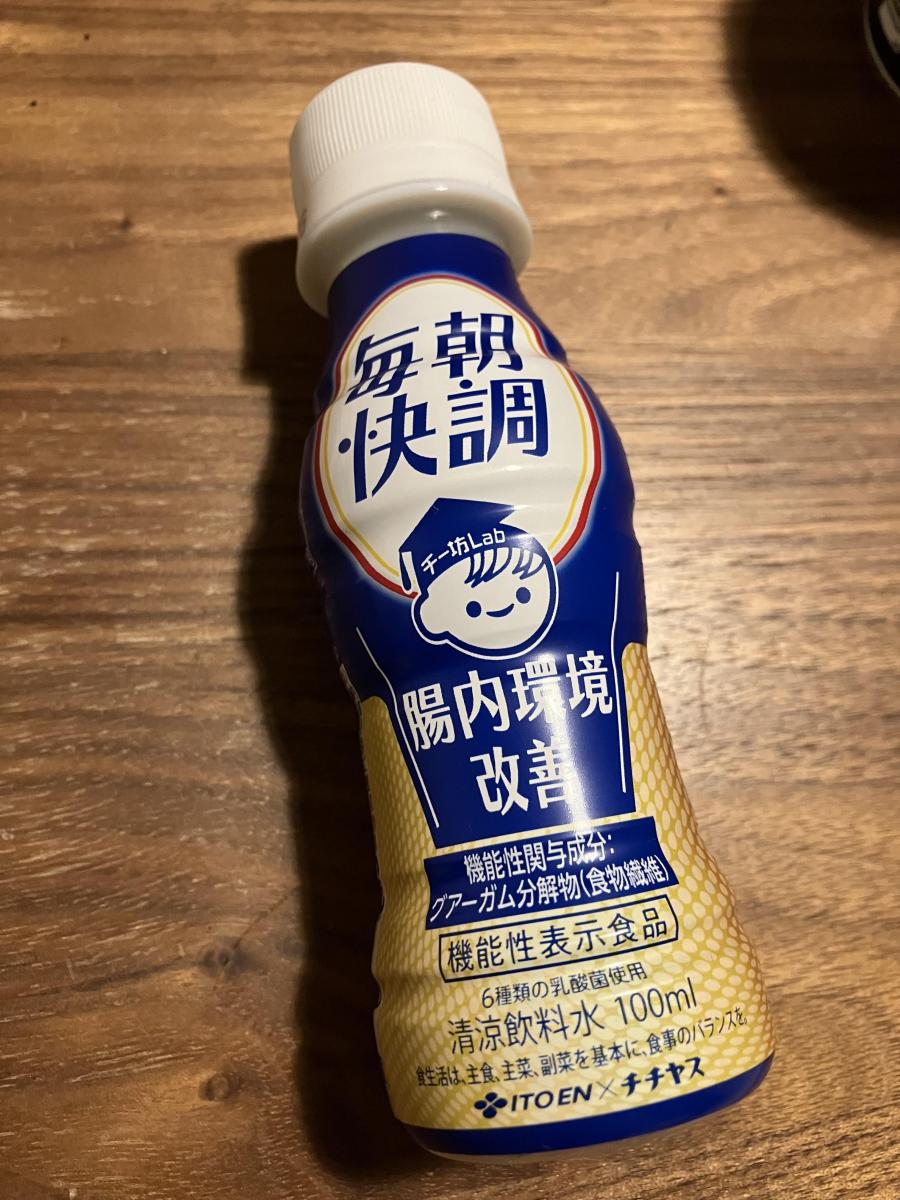 毎朝
快調
チー坊Lab
腸内環境
改善
機能性関与成分:
グアーガム分解物(食物繊維)
機能性表示食品
6種類の乳酸菌使用
清涼飲料水 100ml
食生活は、主食、主菜、副菜を基本に、食事のバランスを。
ITO EN × チチヤス